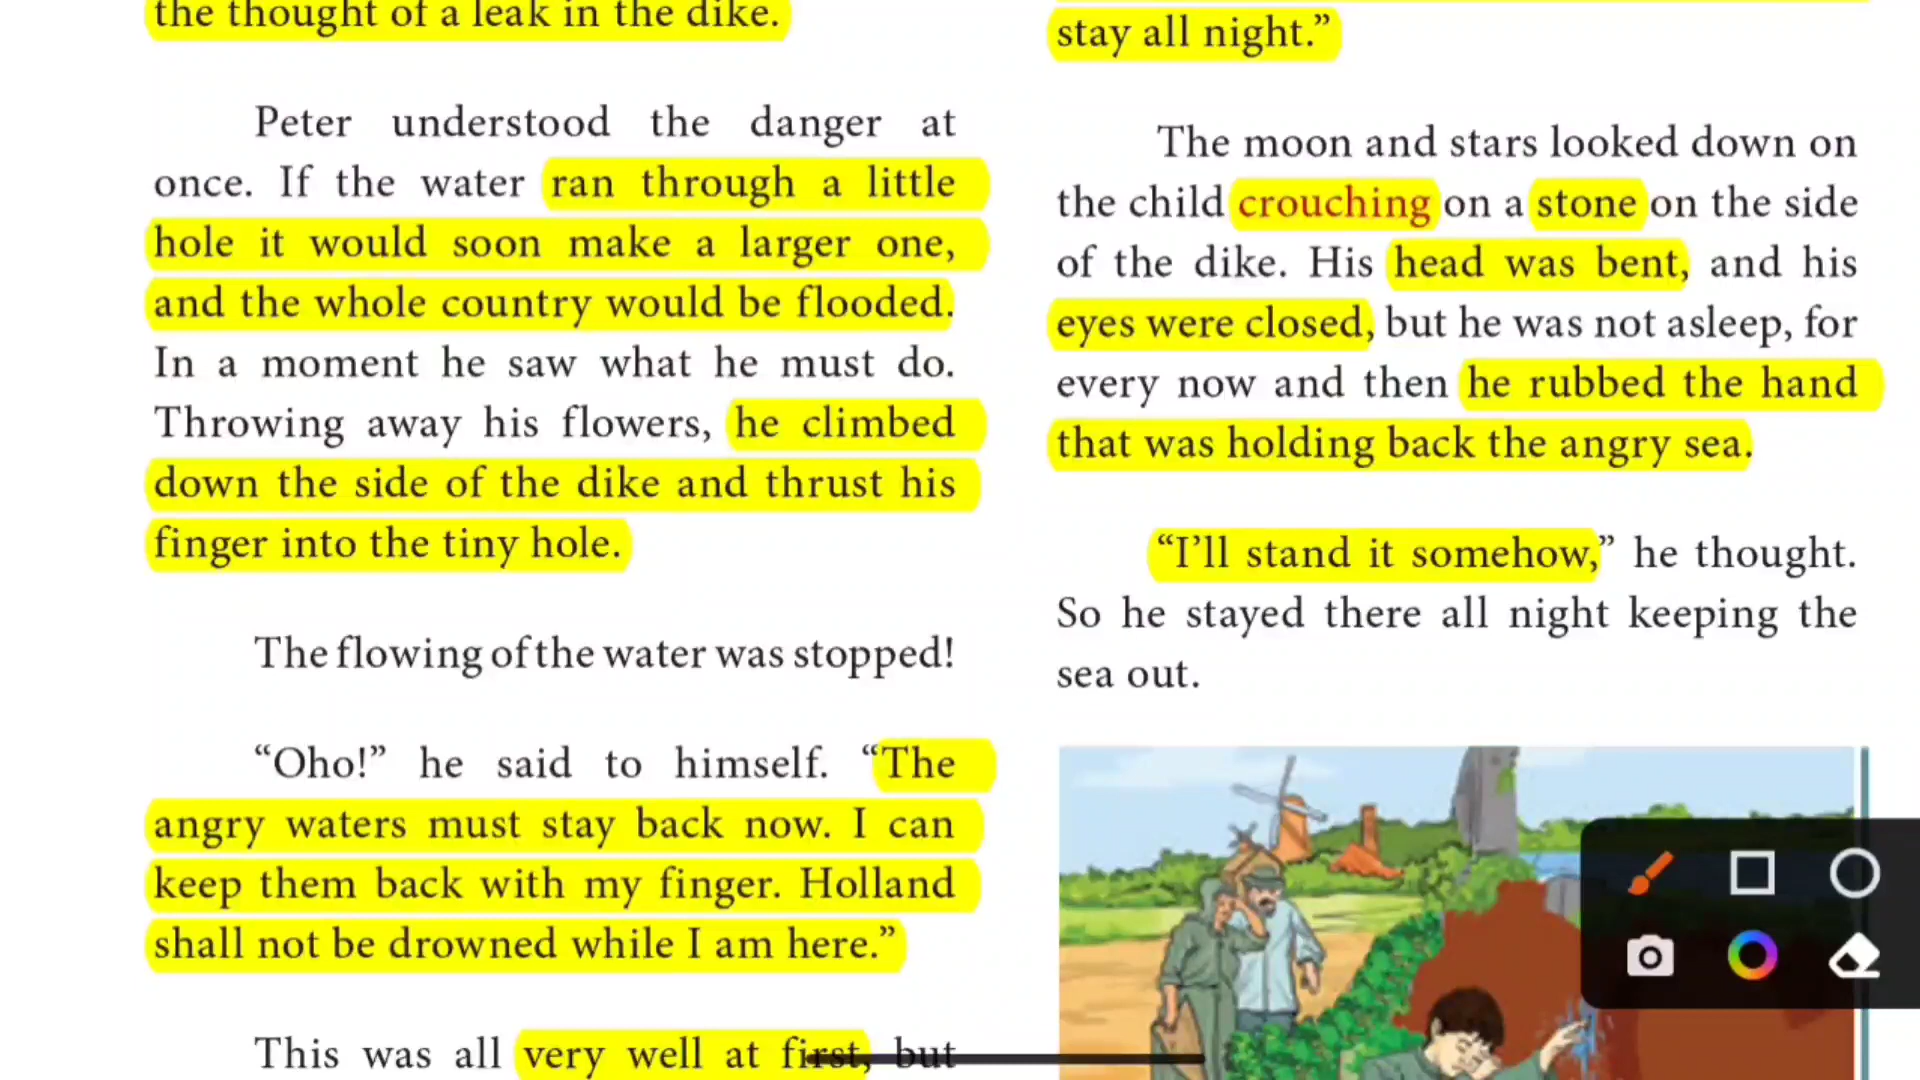 the thought of a leak in the dike.
Peter understood the danger at
once. If the water ran through a little
hole it would soon make a larger one,
and the whole country would be flooded.
In a moment he saw what he must do.
Throwing away his flowers, he climbed
down the side of the dike and thrust his
finger into the tiny hole.
The flowing of the water was stopped!
“Oho!” he said to himself. “The
angry waters must stay back now. I can
keep them back with my finger. Holland
shall not be drowned while I am here.”
This was all very well at first, but
stay all night.”
The moon and stars looked down on
the child crouching on a stone on the side
of the dike. His head was bent, and his
eyes were closed, but he was not asleep, for
every now and then he rubbed the hand
that was holding back the angry sea.
“I’ll stand it somehow,” he thought.
So he stayed there all night keeping the
sea out.